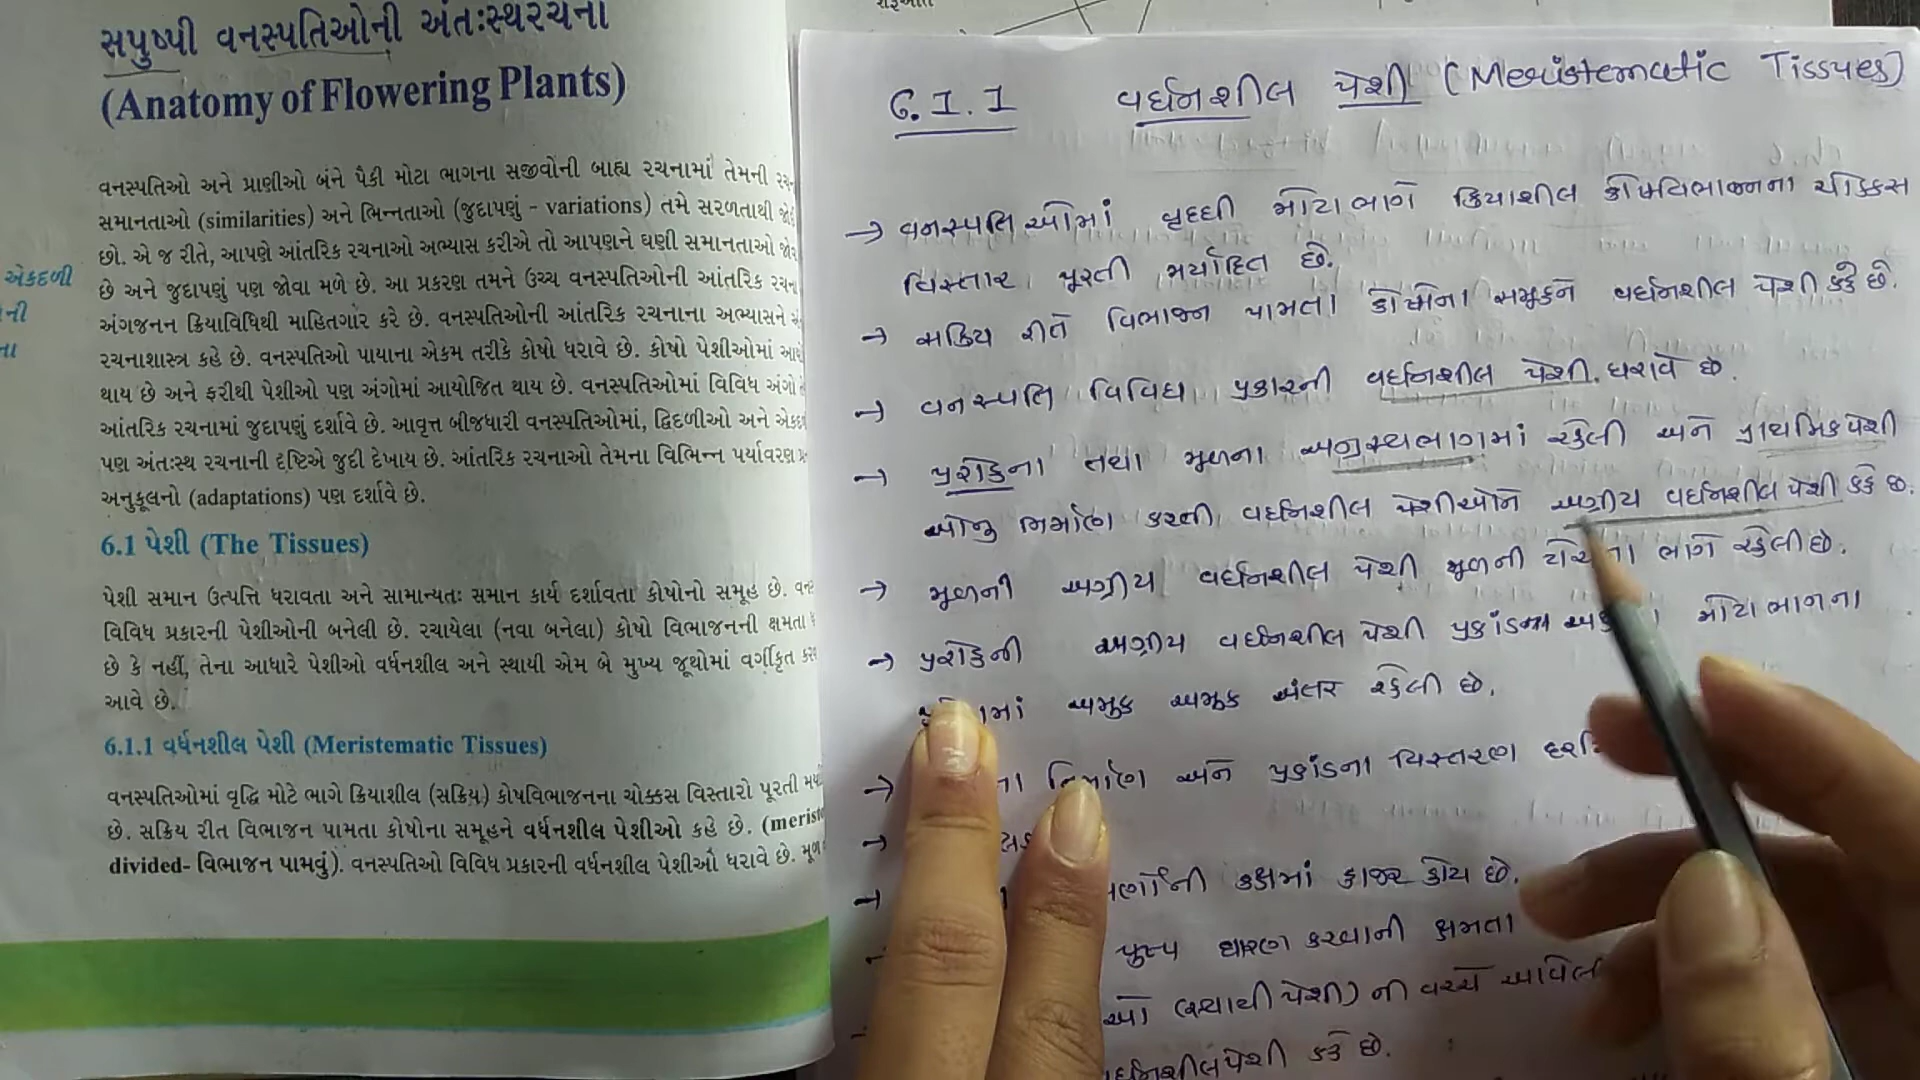 સપુષ્પી વનસ્પતિઓની અંતઃસ્થરચના
(Anatomy of Flowering Plants)
વનસ્પતિઓ અને પ્રાણીઓ બંને પૈકી મોટા ભાગના સજીવોની બાહ્ય રચનામાં તેમની
સમાનતાઓ (similarities) અને ભિન્નતાઓ (જુદાપણું - variations) તમે સરળતાથી
છો. એ જ રીતે, આપણે આંતરિક રચનાઓ અભ્યાસ કરીએ તો આપણને ઘણી સમાનતાઓ
છે અને જુદાપણું પણ જોવા મળે છે. આ પ્રકરણ તમને ઉચ્ચ વનસ્પતિઓની આંતરિક
અંગજનન ક્રિયાવિધિથી માહિતગાર કરે છે. વનસ્પતિઓની આંતરિક રચનાના અભ્યાસને
રચનાશાસ્ત્ર કહે છે. વનસ્પતિઓ પાયાના એકમ તરીકે કોષો ધરાવે છે. કોષો પેશીઓમાં
થાય છે અને ફરીથી પેશીઓ પણ અંગોમાં આયોજિત થાય છે. વનસ્પતિઓમાં વિવિધ અંગો
આંતરિક રચનામાં જુદાપણું દર્શાવે છે. આવૃત્ત બીજધારી વનસ્પતિઓમાં, દ્વિદળીઓ અને
પણ અંતઃસ્થ રચનાની દૃષ્ટિએ જુદી દેખાય છે. આંતરિક રચનાઓ તેમના વિભિન્ન પર્યાવરણ
અનુકૂલનો (adaptations) પણ દર્શાવે છે.
એકદળી
6.1 પેશી (The Tissues)
પેશી સમાન ઉત્પત્તિ ધરાવતા અને સામાન્યતઃ સમાન કાર્ય દર્શાવતા કોષોનો સમૂહ છે.
વિવિધ પ્રકારની પેશીઓની બનેલી છે. રચાયેલા (નવા બનેલા) કોષો વિભાજનની ક્ષમતા
છે કે નહીં, તેના આધારે પેશીઓ વર્ધનશીલ અને સ્થાયી એમ બે મુખ્ય જૂથોમાં વર્ગીકૃત
આવે છે.
6.1.1 વર્ધનશીલ પેશી (Meristematic Tissues)
વનસ્પતિઓમાં વૃદ્ધિ મોટે ભાગે ક્રિયાશીલ (સક્રિય) કોષવિભાજનના ચોક્કસ વિસ્તારો પૂરતી
છે. સક્રિય રીત વિભાજન પામતા કોષોના સમૂહને વર્ધનશીલ પેશીઓ કહે છે.
divided- વિભાજન પામવું). વનસ્પતિઓ વિવિધ પ્રકારની વર્ધનશીલ પેશીઓ ધરાવે છે.
6.1.1 વર્ધનશીલ પેશી (Meristematic Tissues)
→ વનસ્પતિઓમાં વૃદ્ધી મોટાભાગે ક્રિયાશીલ કોષવિભાજનના ચોક્કસ
વિસ્તાર પૂરતી મર્યાદિત છે.
→ સક્રિય રીતે વિભાજન પામતા કોષોના સમૂહને વર્ધનશીલ પેશી કહે છે.
→ વનસ્પતિ વિવિધ પ્રકારની વર્ધનશીલ પેશી ધરાવે છે.
→ પ્રરોહના તથા મૂળના અગ્રસ્થભાગમાં રહેલી અને પ્રાથમિકપેશી
ઓનુ નિર્માણ કરતી વર્ધનશીલ પેશીઓને અગ્રીય વર્ધનશીલ પેશી કહે છે.
→ મૂળની અગ્રીય વર્ધનશીલ પેશી મૂળની ભાગે રહેલી છે.
→ પ્રરોહની અગ્રીય વર્ધનશીલ પેશી પ્રકાંડના મોટાભાગના
અમુક અમુક અંતર રહેલી છે.
→ નિર્માણ અને પ્રકાંડના વિસ્તરણ
→
→ કક્ષમાં હાજર હોય છે.
પુષ્પ ધારણ કરવાની ક્ષમતા
(સ્થાયી પેશી) ની વચ્ચે આવેલી
કહે છે.